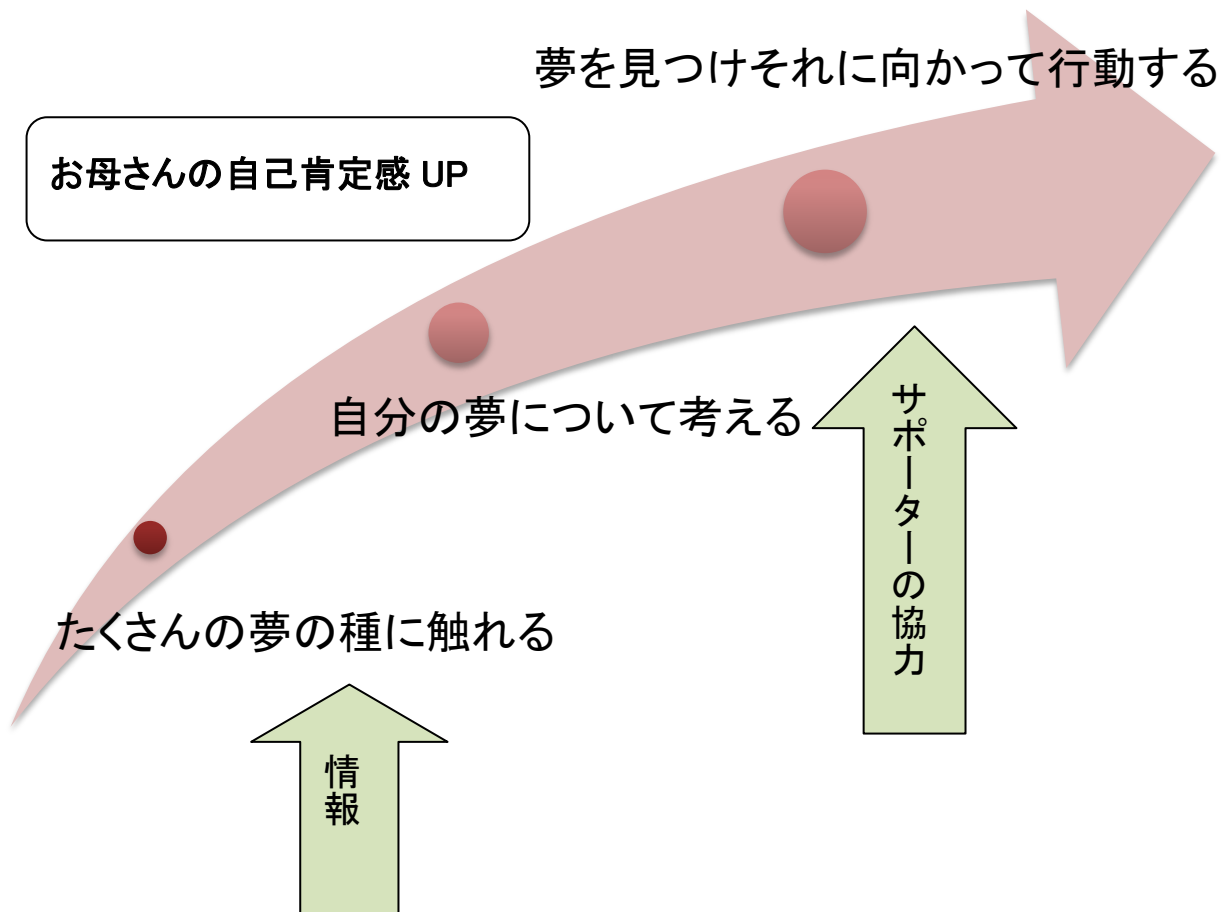 夢を見つけそれに向かって行動する
お母さんの自己肯定感 UP
自分の夢について考える
サポーターの協力
たくさんの夢の種に触れる
情報